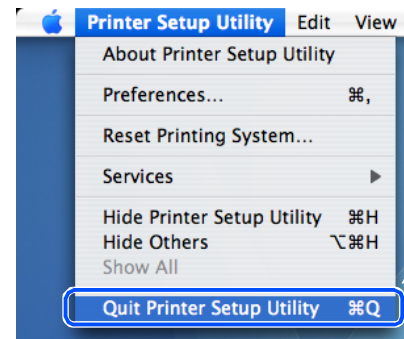 Printer Setup Utility Edit View
About Printer Setup Utility
Preferences... ⌘,
Reset Printing System...
Services
Hide Printer Setup Utility ⌘H
Hide Others ⌥⌘H
Show All
Quit Printer Setup Utility ⌘Q